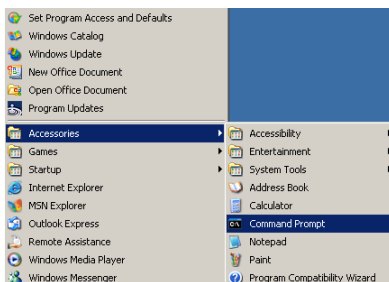 Set Program Access and Defaults
Windows Catalog
Windows Update
New Office Document
Open Office Document
Program Updates
Accessories
Games
Startup
Internet Explorer
MSN Explorer
Outlook Express
Remote Assistance
Windows Media Player
Windows Messenger
Accessibility
Entertainment
System Tools
Address Book
Calculator
Command Prompt
Notepad
Paint
Program Compatibility Wizard